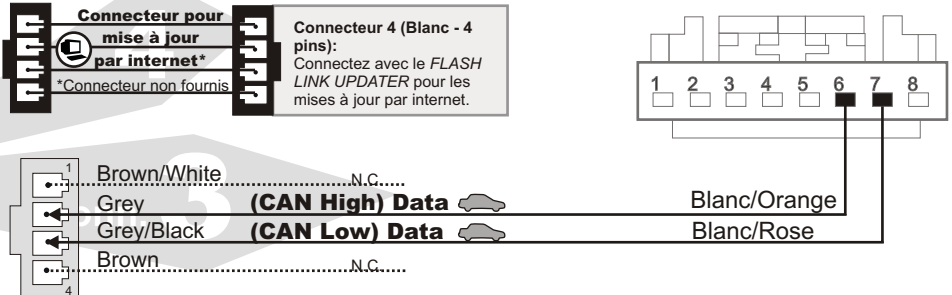 Connecteur pour
mise à jour
par internet*
*Connecteur non fournis
Connecteur 4 (Blanc - 4
pins):
Connectez avec le FLASH
LINK UPDATER pour les
mises à jour par internet.
4
1 2 3 4 5 6 7 8
1
Brown/White N.C.
Grey (CAN High) Data Blanc/Orange
Grey/Black (CAN Low) Data Blanc/Rose
Brown N.C.
4
3